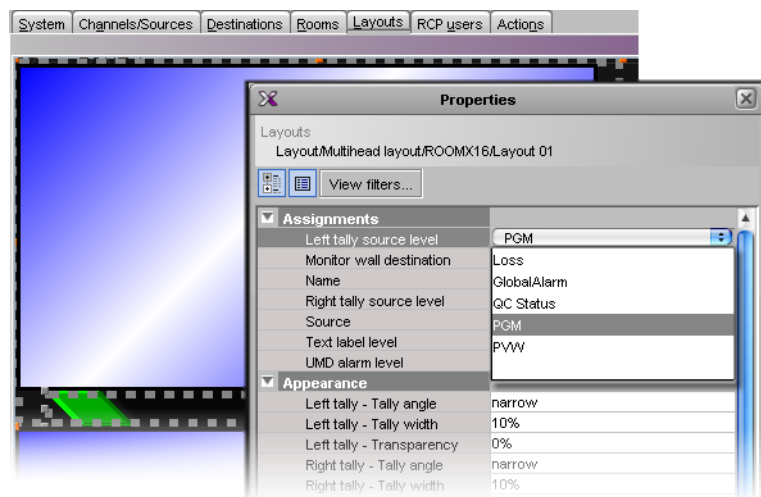 System Channels/Sources Destinations Rooms Layouts RCP users Actions
Properties
Layouts
Layout/Multihead layout/ROOMX16/Layout 01
View filters...
Assignments
Left tally source level PGM
Monitor wall destination Loss
Name GlobalAlarm
Right tally source level QC Status
Source PGM
Text label level PVW
UMD alarm level
Appearance
Left tally - Tally angle narrow
Left tally - Tally width 10%
Left tally - Transparency 0%
Right tally - Tally angle narrow
Right tally - Tally width 10%